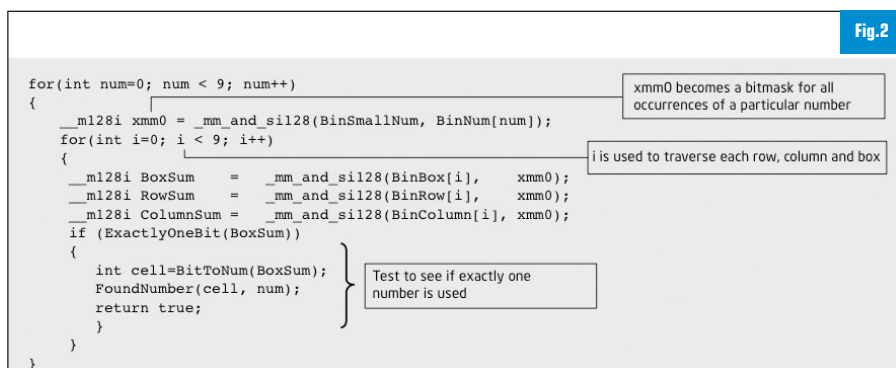 Fig.2
for(int num=0; num < 9; num++)
{
__m128i xmm0 = _mm_and_si128(BinSmallNum, BinNum[num]);
for(int i=0; i < 9; i++)
{
__m128i BoxSum = _mm_and_si128(BinBox[i], xmm0);
__m128i RowSum = _mm_and_si128(BinRow[i], xmm0);
__m128i ColumnSum = _mm_and_si128(BinColumn[i], xmm0);
if (ExactlyOneBit(BoxSum))
{
int cell=BitToNum(BoxSum);
FoundNumber(cell, num);
return true;
}
}
}
xmm0 becomes a bitmask for all
occurrences of a particular number
i is used to traverse each row, column and box
Test to see if exactly one
number is used